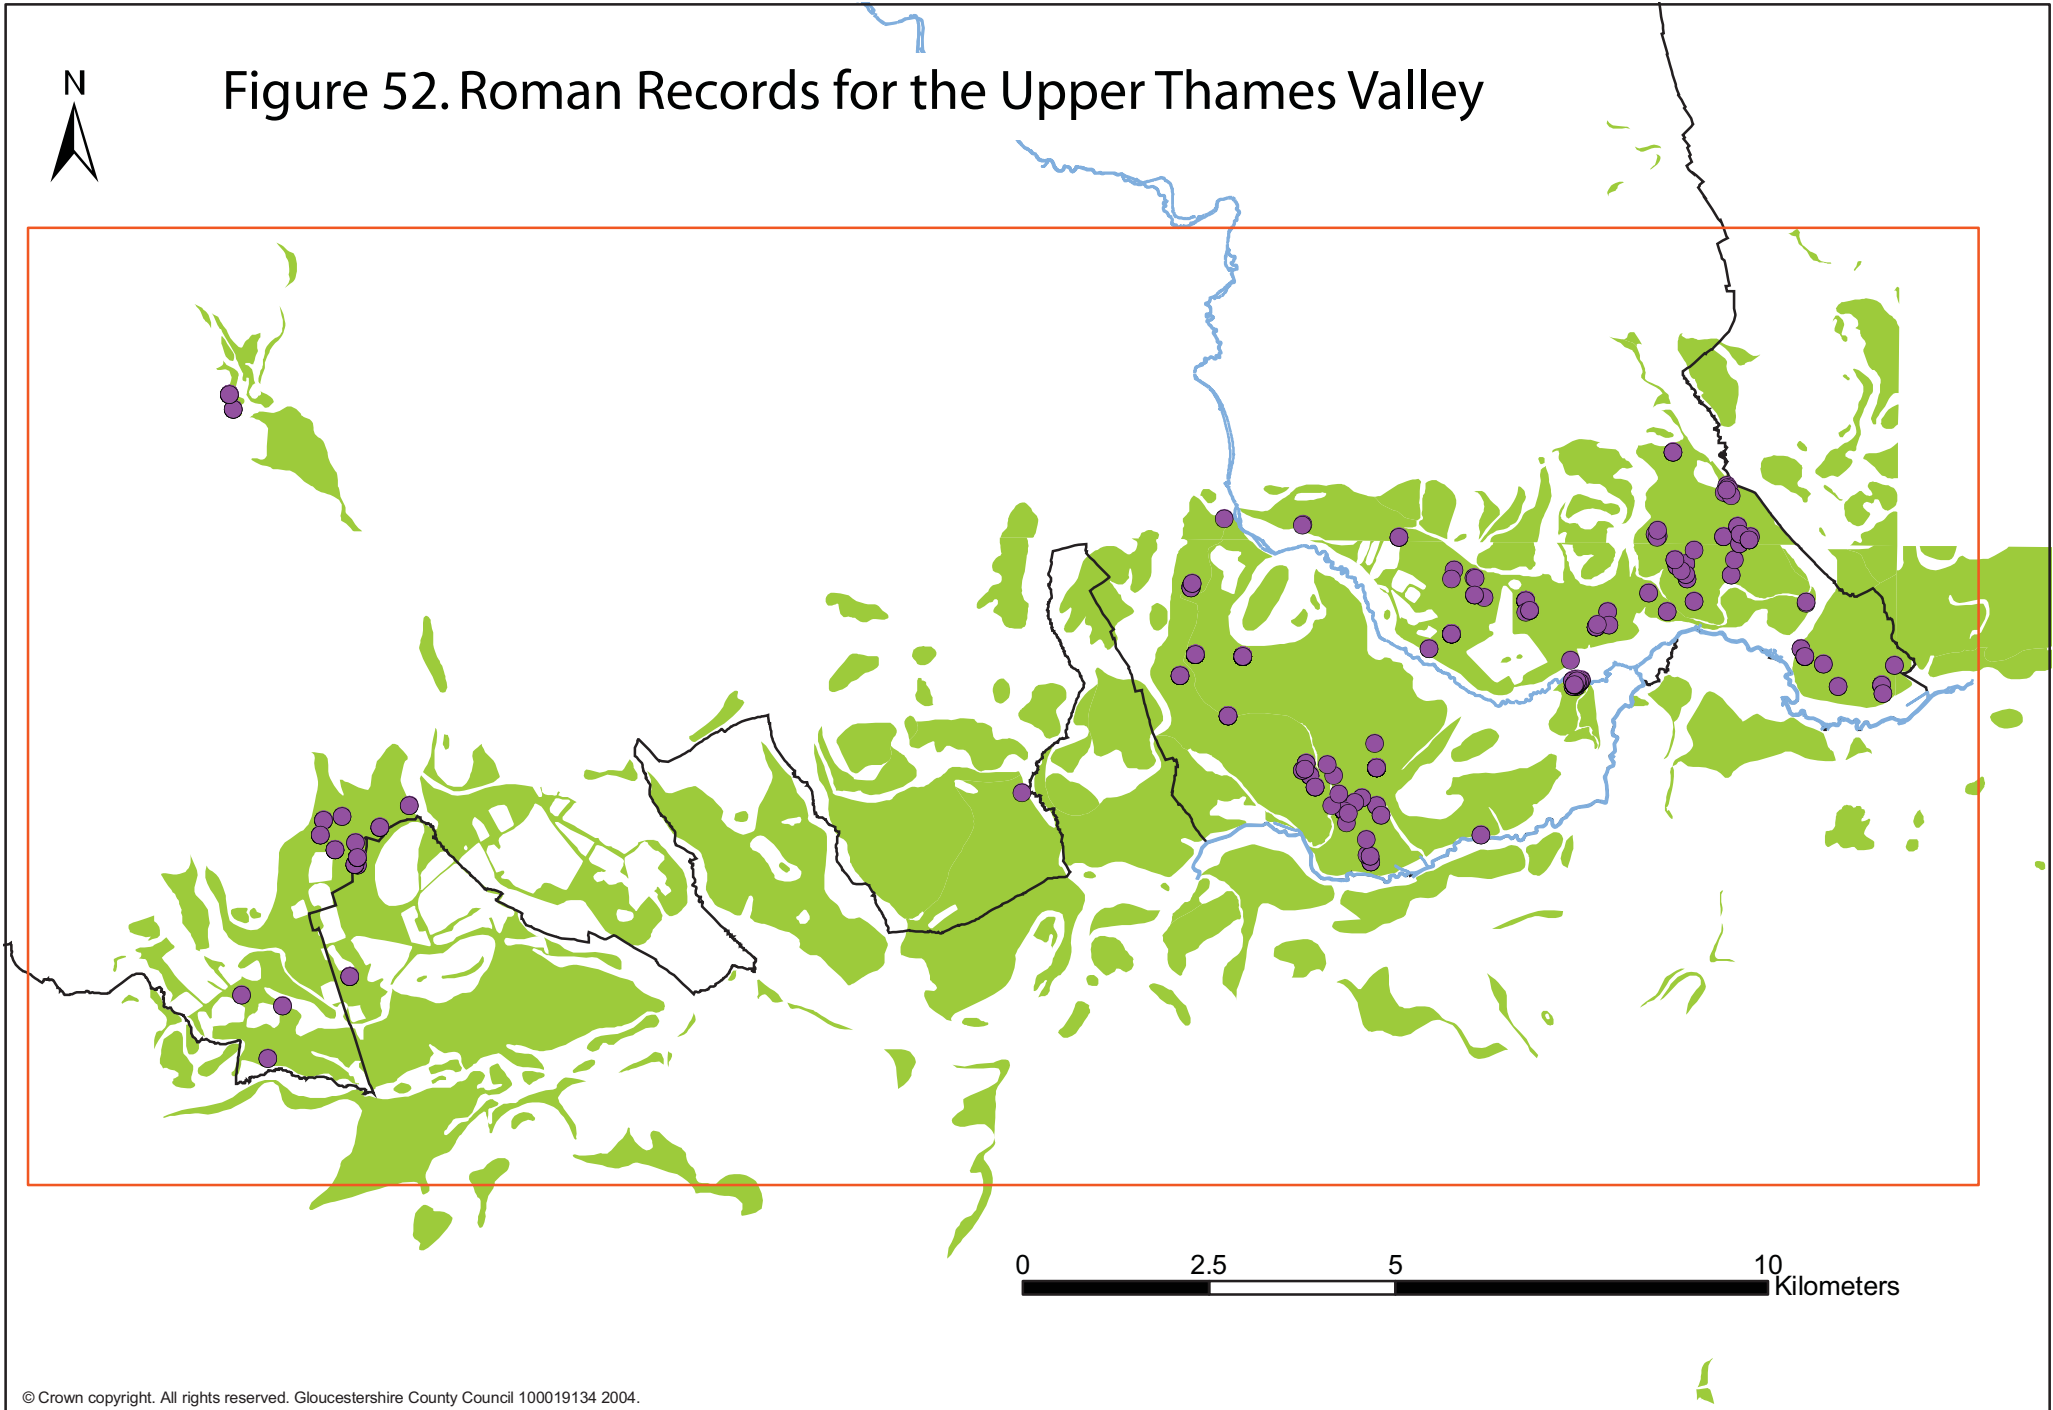 Figure 52. Roman Records for the Upper Thames Valley
N
0 2.5 5 10
Kilometers
© Crown copyright. All rights reserved. Gloucestershire County Council 100019134 2004.